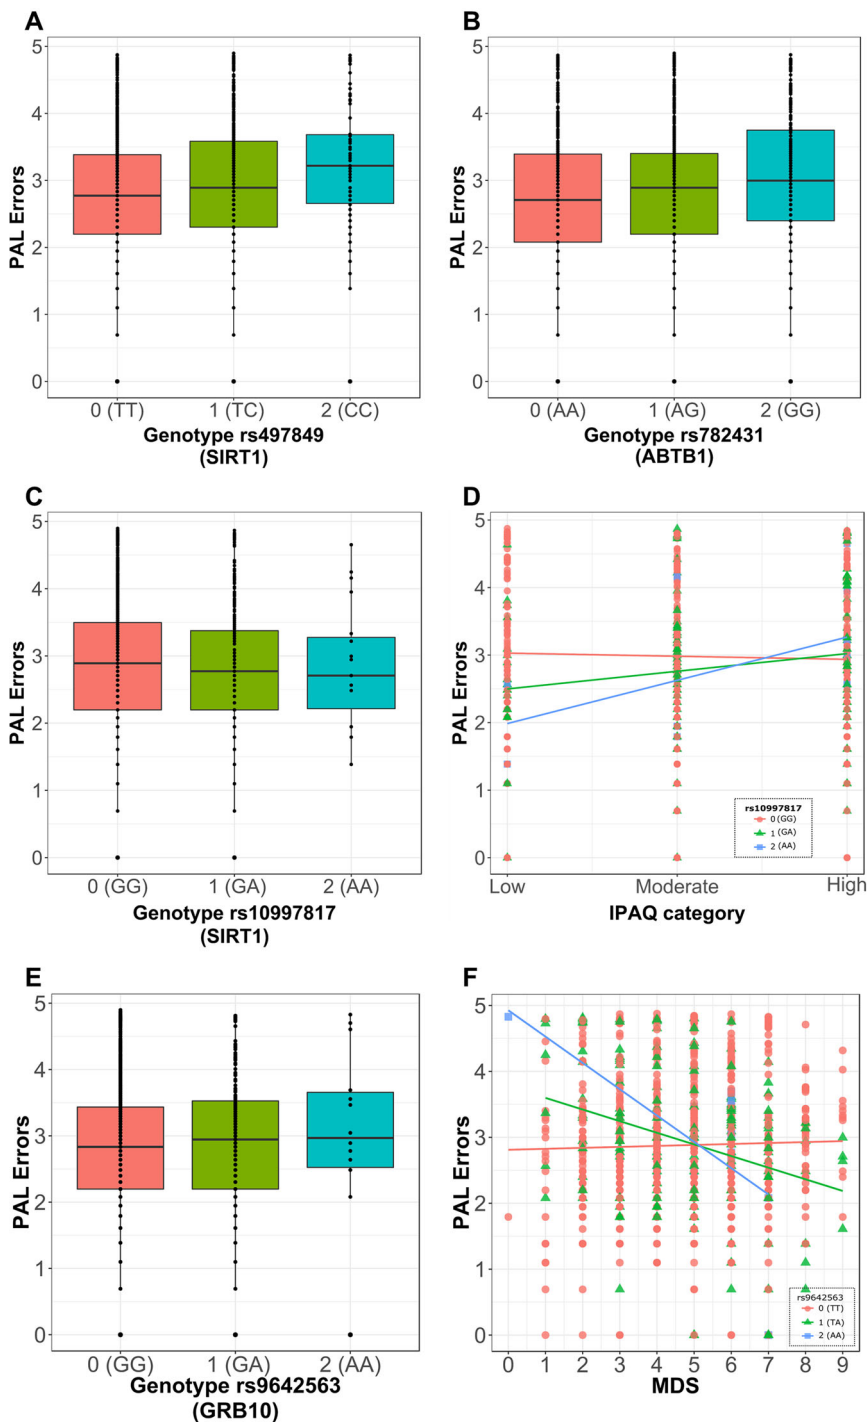 A
PAL Errors
5
4
3
2
1
0
0 (TT) 1 (TC) 2 (CC)
Genotype rs497849
(SIRT1)
B
PAL Errors
5
4
3
2
1
0
0 (AA) 1 (AG) 2 (GG)
Genotype rs782431
(ABTB1)
C
PAL Errors
5
4
3
2
1
0
0 (GG) 1 (GA) 2 (AA)
Genotype rs10997817
(SIRT1)
D
PAL Errors
5
4
3
2
1
0
rs10997817
0 (GG)
1 (GA)
2 (AA)
Low Moderate High
IPAQ category
E
PAL Errors
5
4
3
2
1
0
0 (GG) 1 (GA) 2 (AA)
Genotype rs9642563
(GRB10)
F
PAL Errors
5
4
3
2
1
0
rs9642563
0 (TT)
1 (TA)
2 (AA)
0 1 2 3 4 5 6 7 8 9
MDS